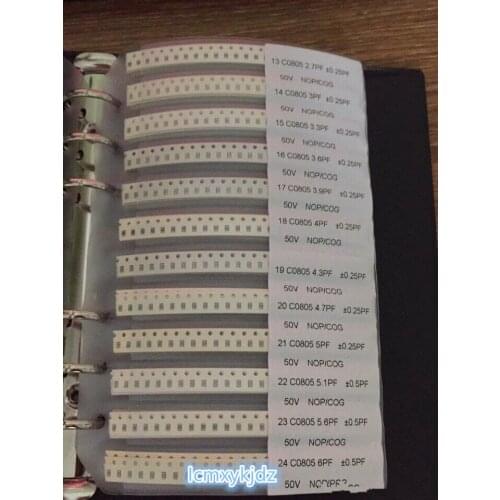 13 C0805 2.7PF ±0.25PF
50V NOP/COG
14 C0805 3PF ±0.25PF
50V NOP/COG
15 C0805 3.3PF ±0.25PF
50V NOP/COG
16 C0805 3.6PF ±0.25PF
50V NOP/COG
17 C0805 3.9PF ±0.25PF
50V NOP/COG
18 C0805 4PF ±0.25PF
50V NOP/COG
19 C0805 4.3PF ±0.25PF
50V NOP/COG
20 C0805 4.7PF ±0.25PF
50V NOP/COG
21 C0805 5PF ±0.25PF
50V NOP/COG
22 C0805 5.1PF ±0.5PF
50V NOP/COG
23 C0805 5.6PF ±0.5PF
50V NOP/COG
24 C0805 6PF ±0.5PF
lcmxykjdz